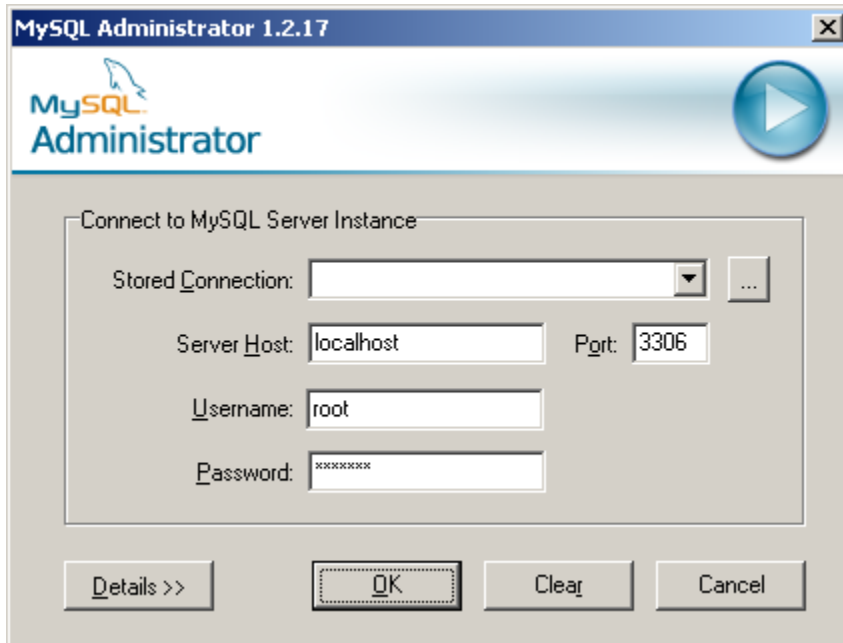 MySQL Administrator 1.2.17
MySQL
Administrator
Connect to MySQL Server Instance
Stored Connection: ...
Server Host: localhost Port: 3306
Username: root
Password: *******
Details >> OK Clear Cancel